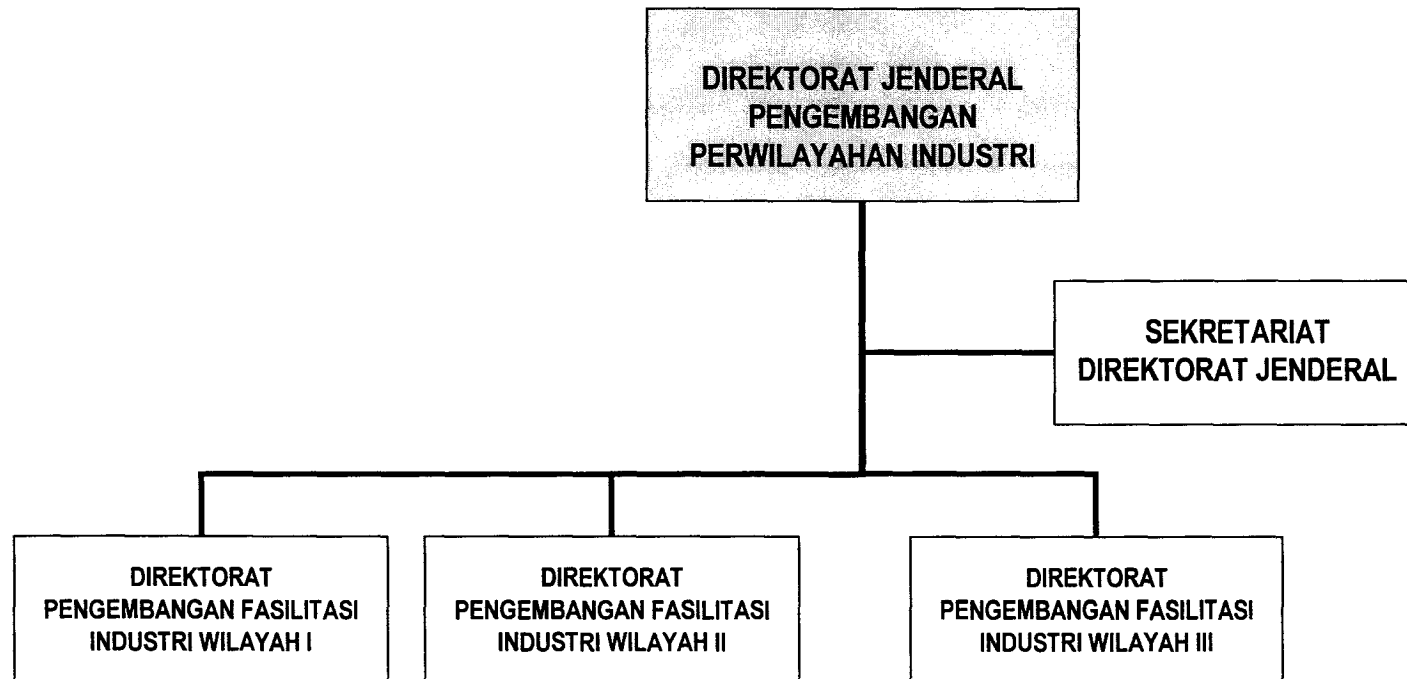 DIREKTORAT JENDERAL
PENGEMBANGAN
PERWILAYAHAN INDUSTRI
SEKRETARIAT
DIREKTORAT JENDERAL
DIREKTORAT
PENGEMBANGAN FASILITASI
INDUSTRI WILAYAH I
DIREKTORAT
PENGEMBANGAN FASILITASI
INDUSTRI WILAYAH II
DIREKTORAT
PENGEMBANGAN FASILITASI
INDUSTRI WILAYAH III